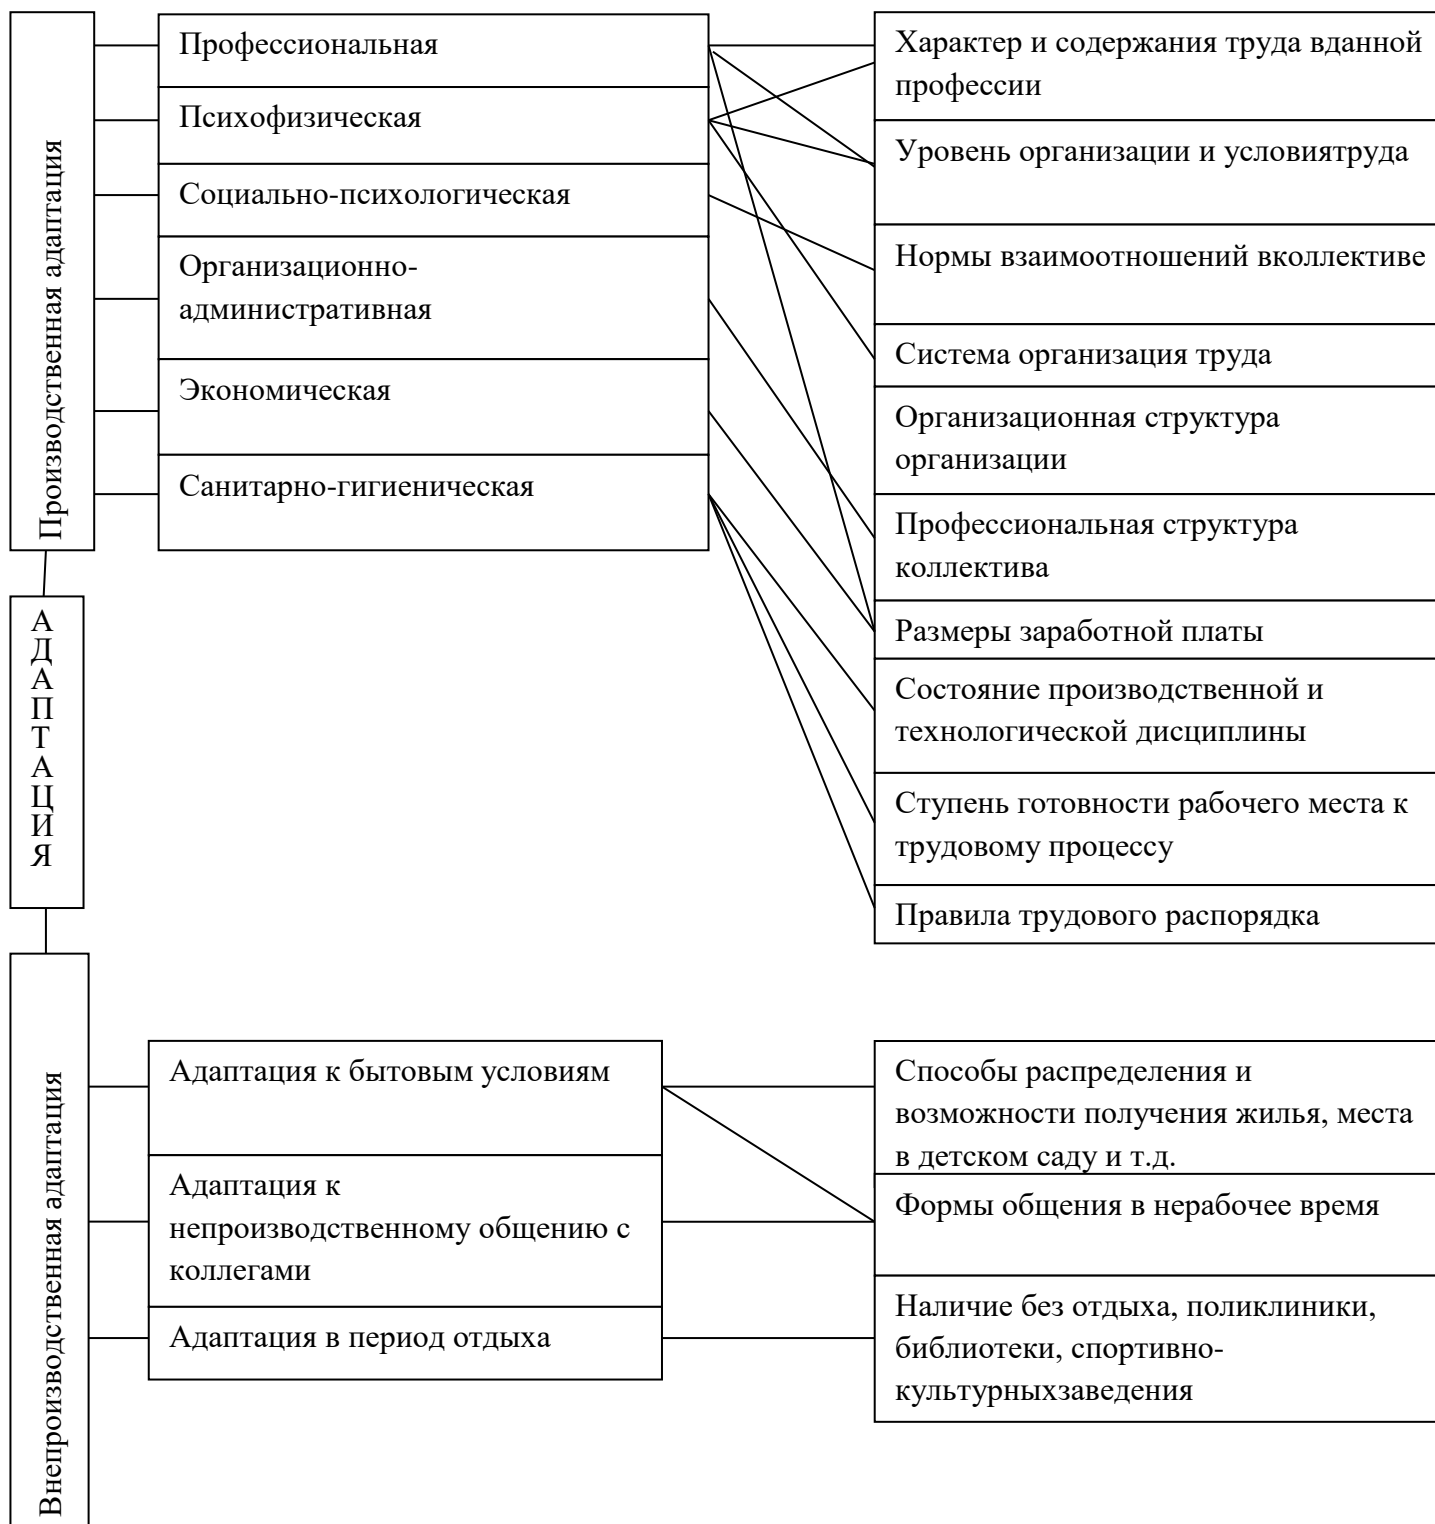 Производственная адаптация
Профессиональная
Психофизическая
Социально-психологическая
Организационно-
административная
Экономическая
Санитарно-гигиеническая
Характер и содержания труда вданной
профессии
Уровень организации и условиятруда
Нормы взаимоотношений вколлективе
Система организация труда
Организационная структура
организации
Профессиональная структура
коллектива
Размеры заработной платы
Состояние производственной и
технологической дисциплины
Ступень готовности рабочего места к
трудовому процессу
Правила трудового распорядка
АДАПТАЦИЯ
Внепроизводственная адаптация
Адаптация к бытовым условиям
Адаптация к
непроизводственному общению с
коллегами
Адаптация в период отдыха
Способы распределения и
возможности получения жилья, места
в детском саду и т.д.
Формы общения в нерабочее время
Наличие без отдыха, поликлиники,
библиотеки, спортивно-
культурныхзаведения